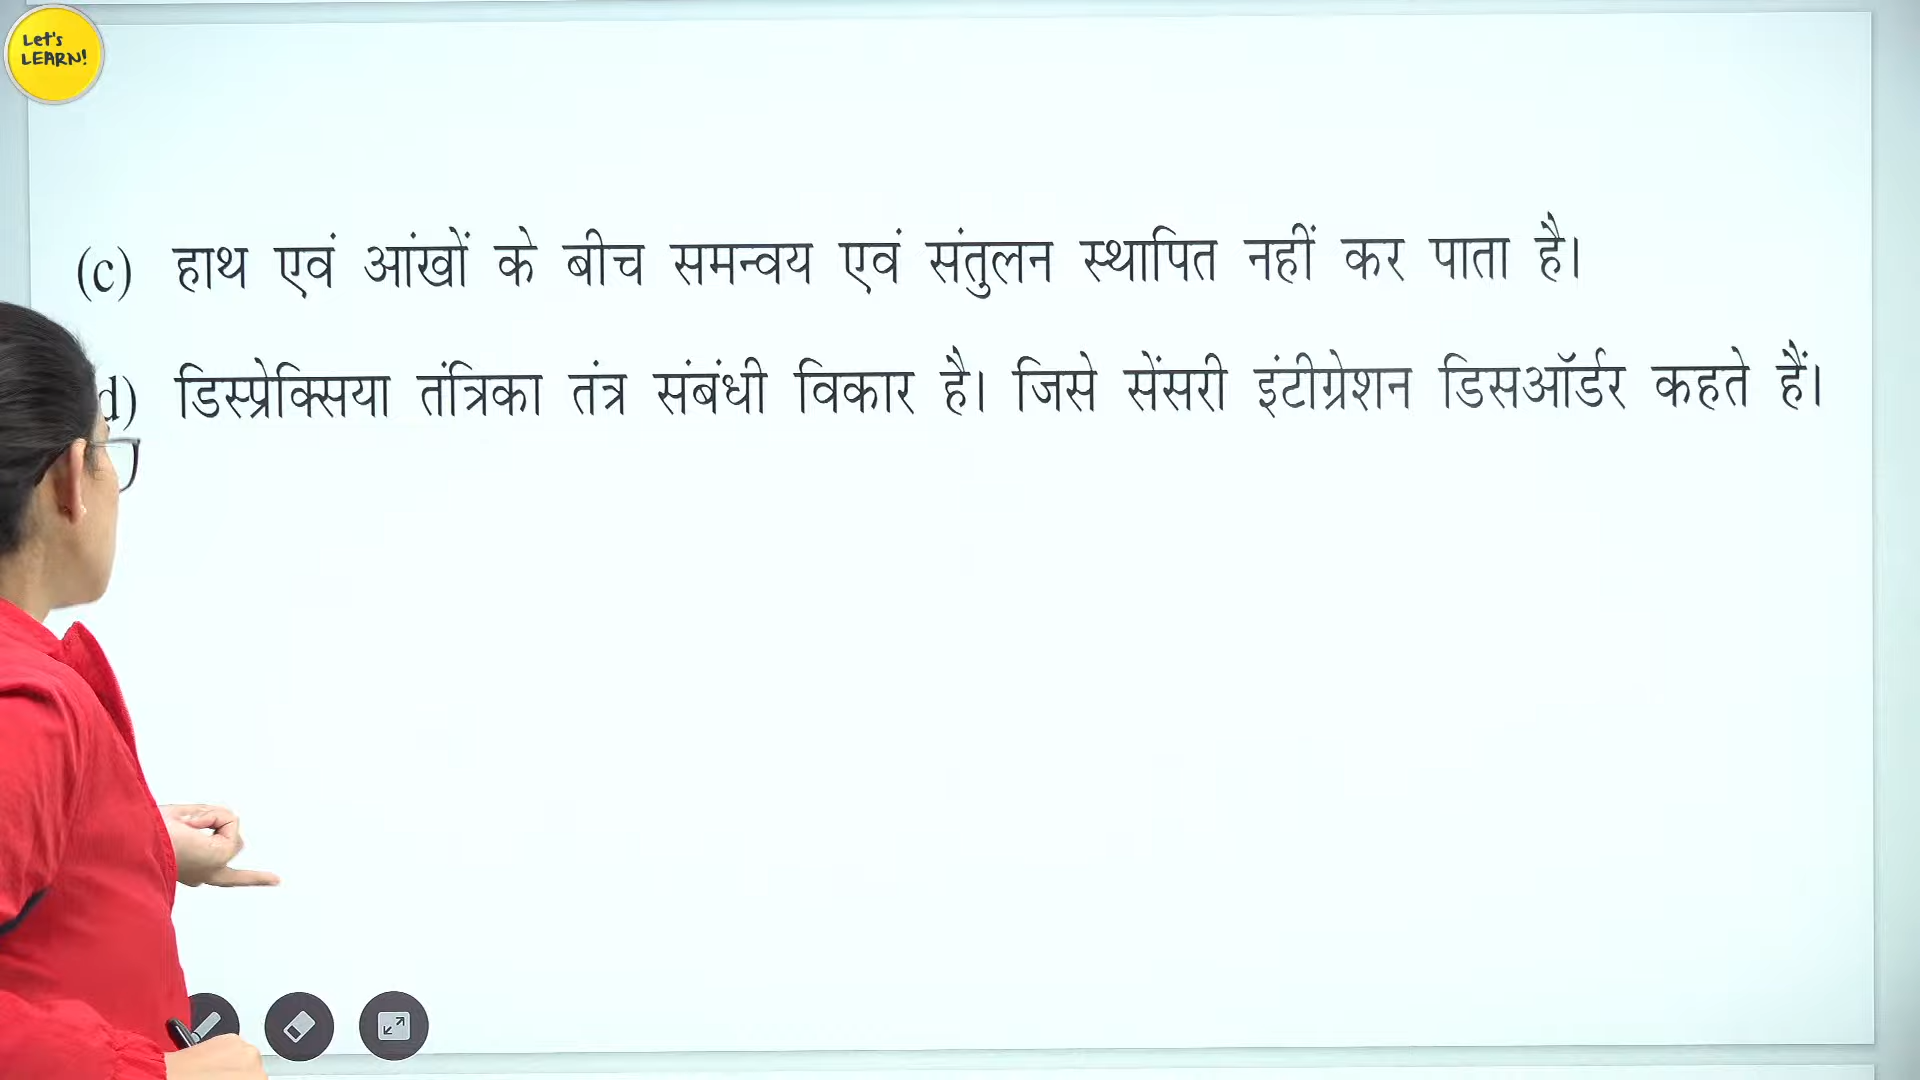 Let's
LEARN!
(c) हाथ एवं आंखों के बीच समन्वय एवं संतुलन स्थापित नहीं कर पाता है।
d) डिस्प्रेक्सिया तंत्रिका तंत्र संबंधी विकार है। जिसे सेंसरी इंटीग्रेशन डिसऑर्डर कहते हैं।